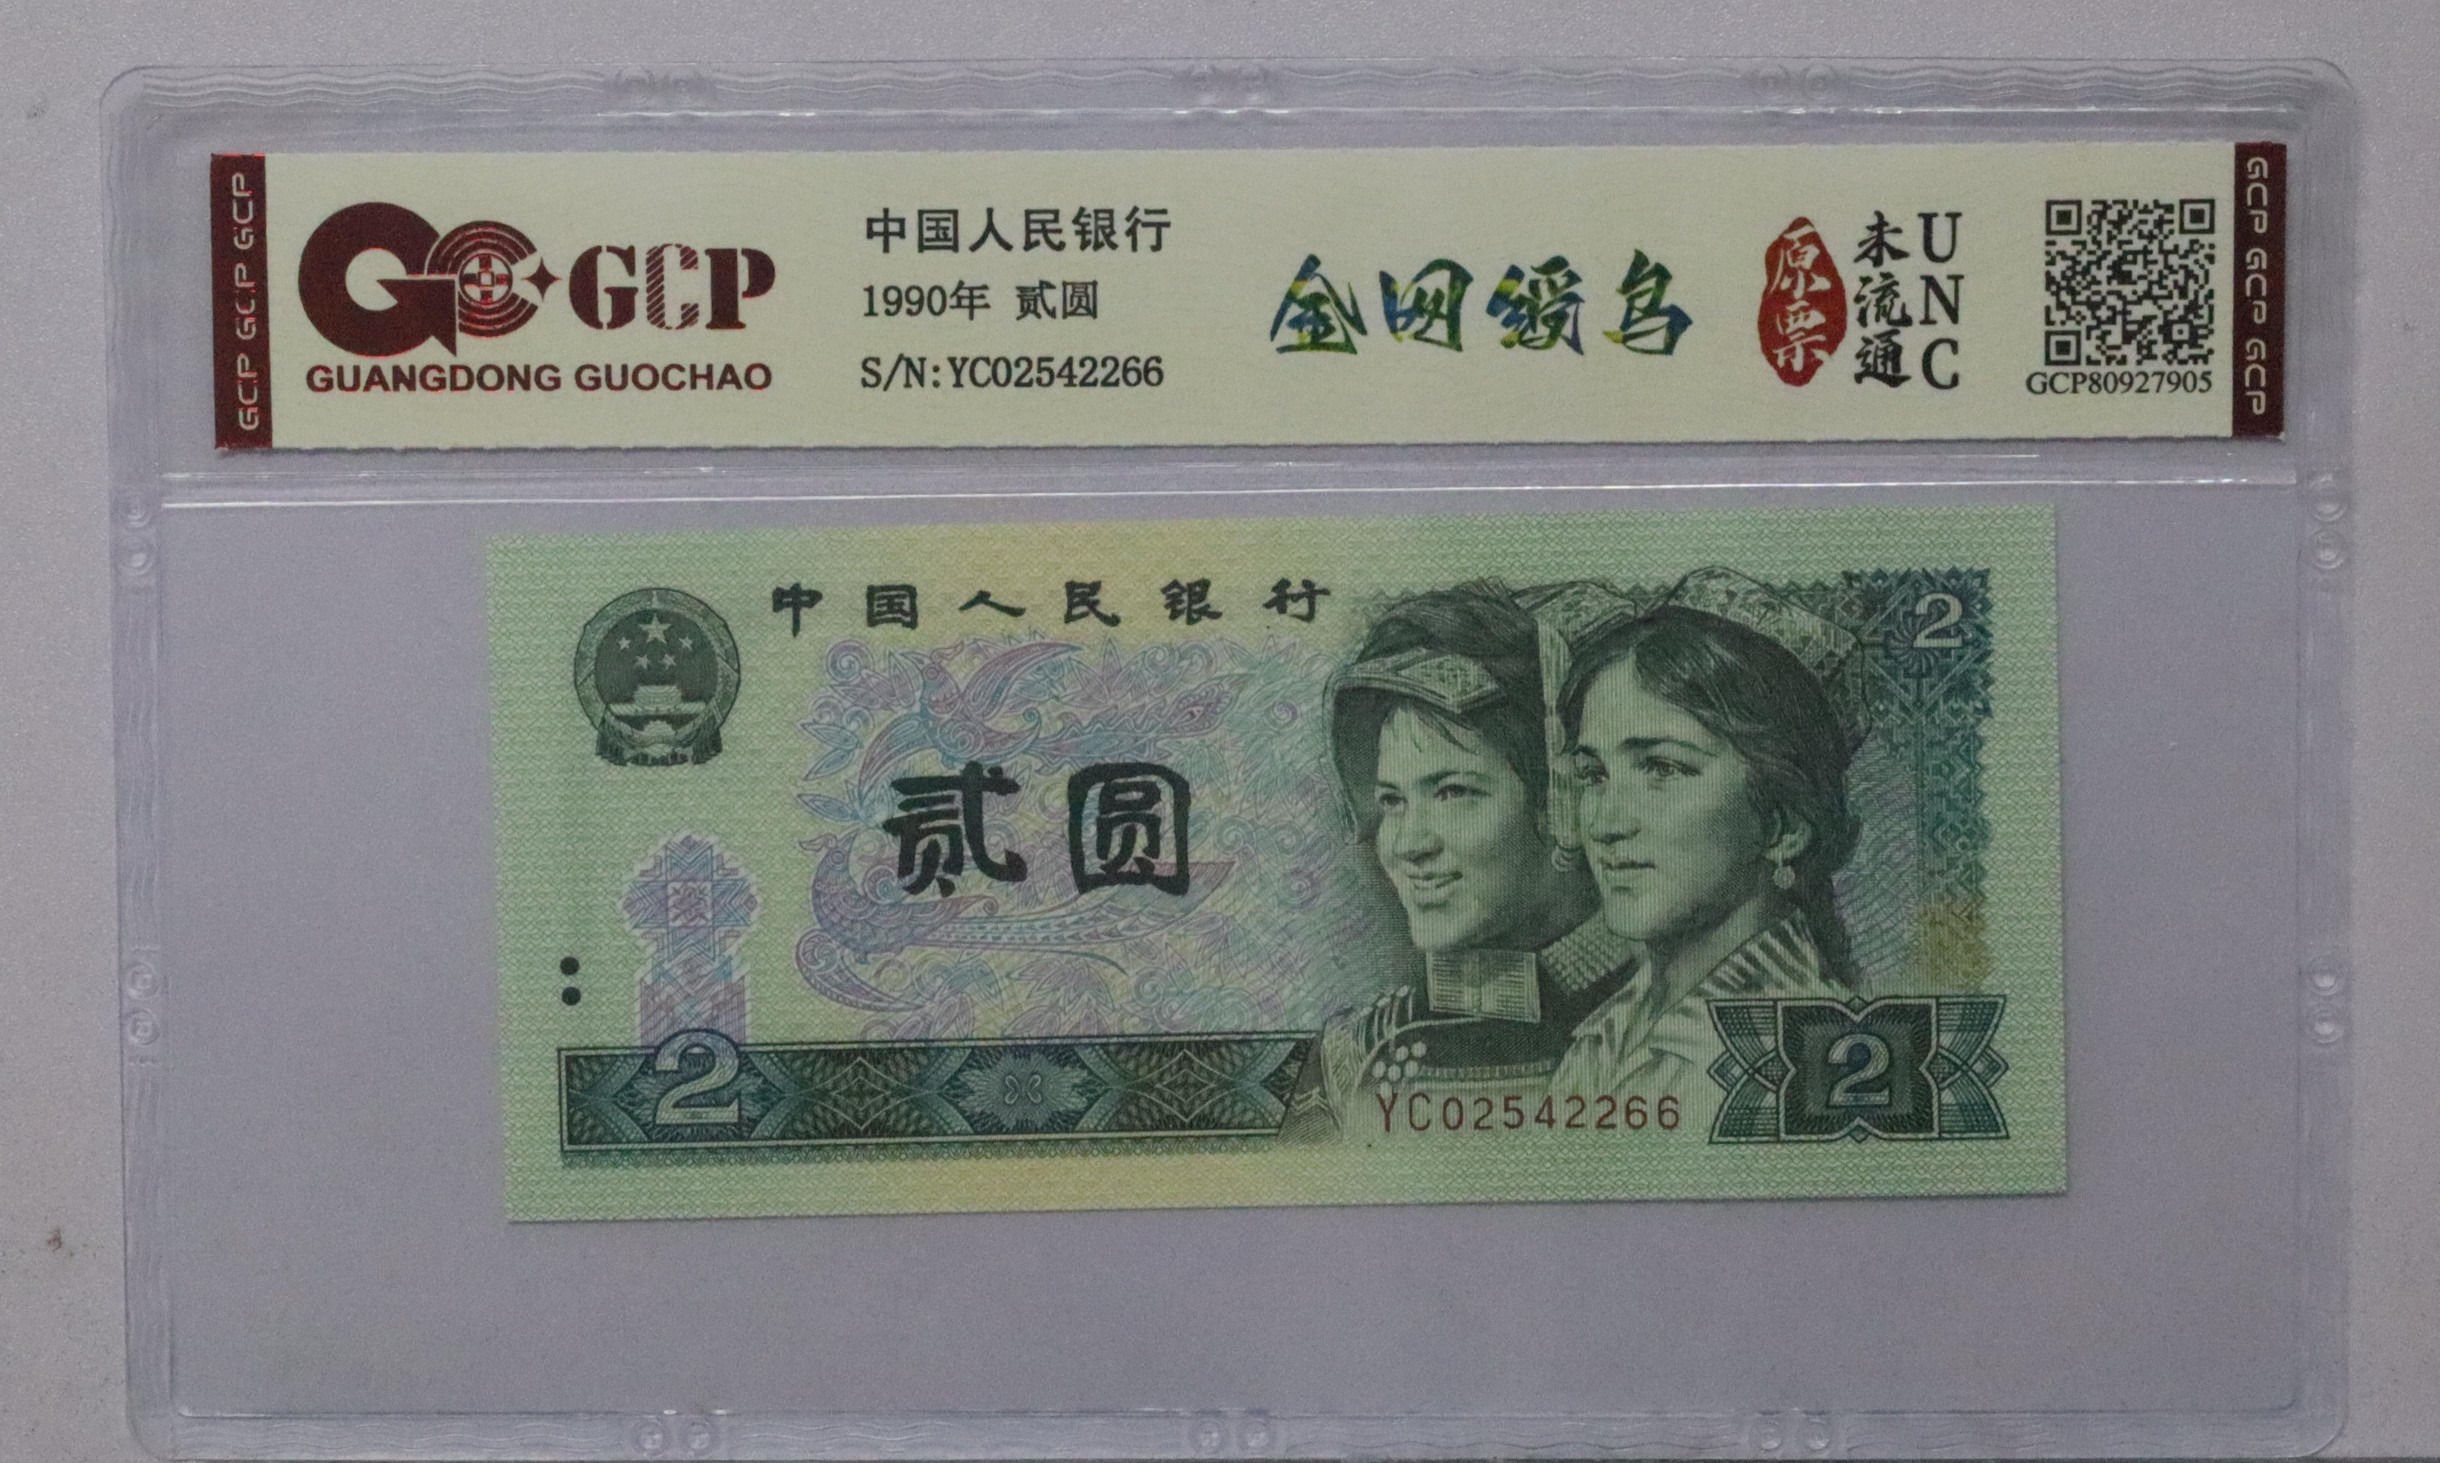 GCP GCP GCP
GCP
GUANGDONG GUOCHAO
中国人民银行
1990年 贰圆
S/N:YC02542266
金网绶鸟
原票
未流通
UNC
GCP80927905
GCP GCP GCP
中国人民银行
2
贰圆
2
YC02542266
2